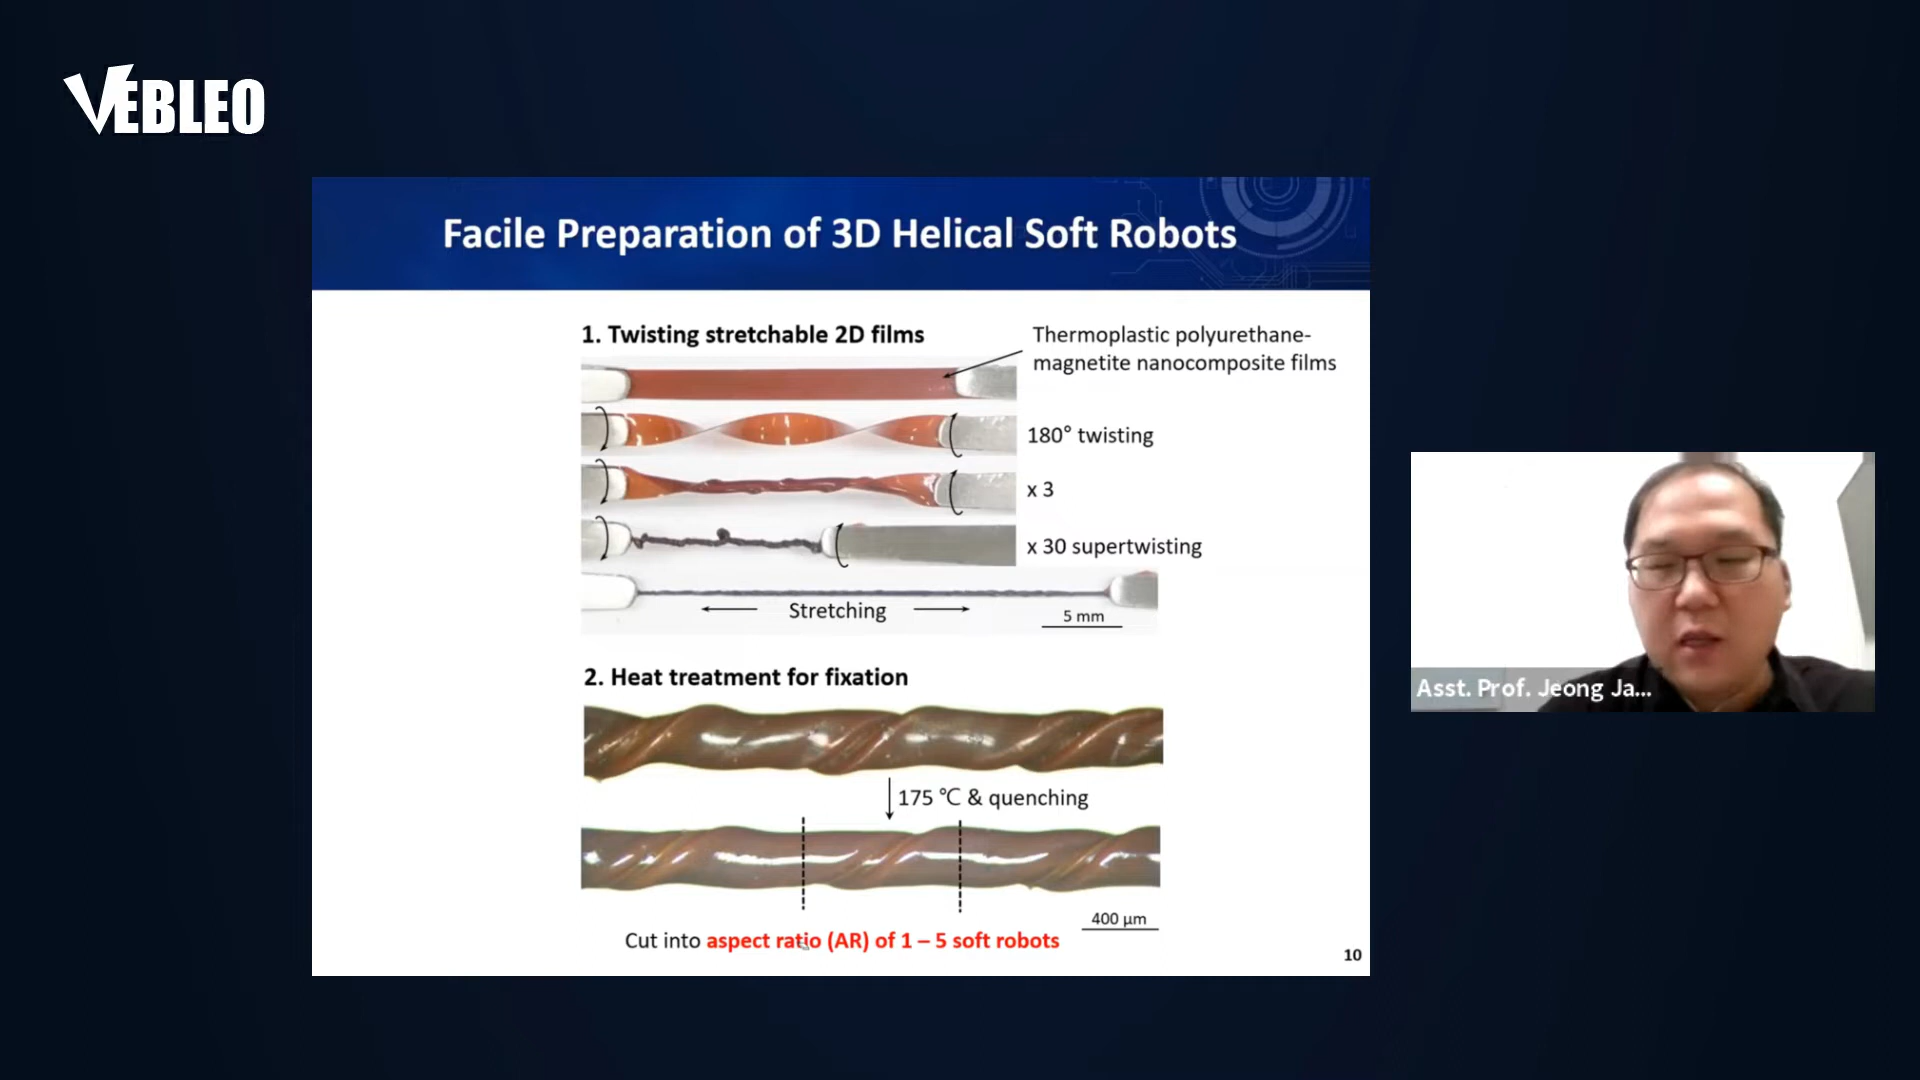 VEBLEO
Facile Preparation of 3D Helical Soft Robots
1. Twisting stretchable 2D films
Thermoplastic polyurethane-
magnetite nanocomposite films
180° twisting
x 3
x 30 supertwisting
Stretching
5 mm
2. Heat treatment for fixation
175 ℃ & quenching
400 µm
Cut into aspect ratio (AR) of 1 – 5 soft robots
10
Asst. Prof. Jeong Ja...